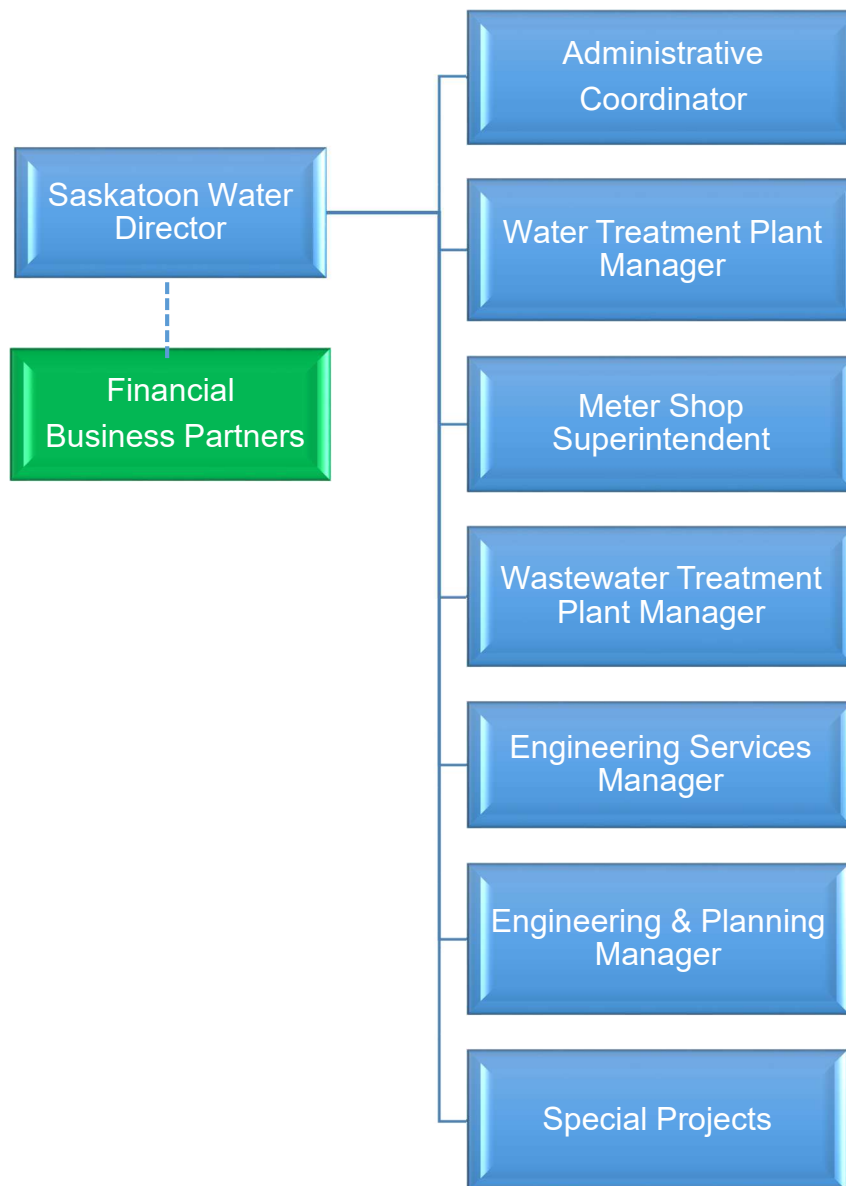 Saskatoon Water
Director
Financial
Business Partners
Administrative
Coordinator
Water Treatment Plant
Manager
Meter Shop
Superintendent
Wastewater Treatment
Plant Manager
Engineering Services
Manager
Engineering & Planning
Manager
Special Projects